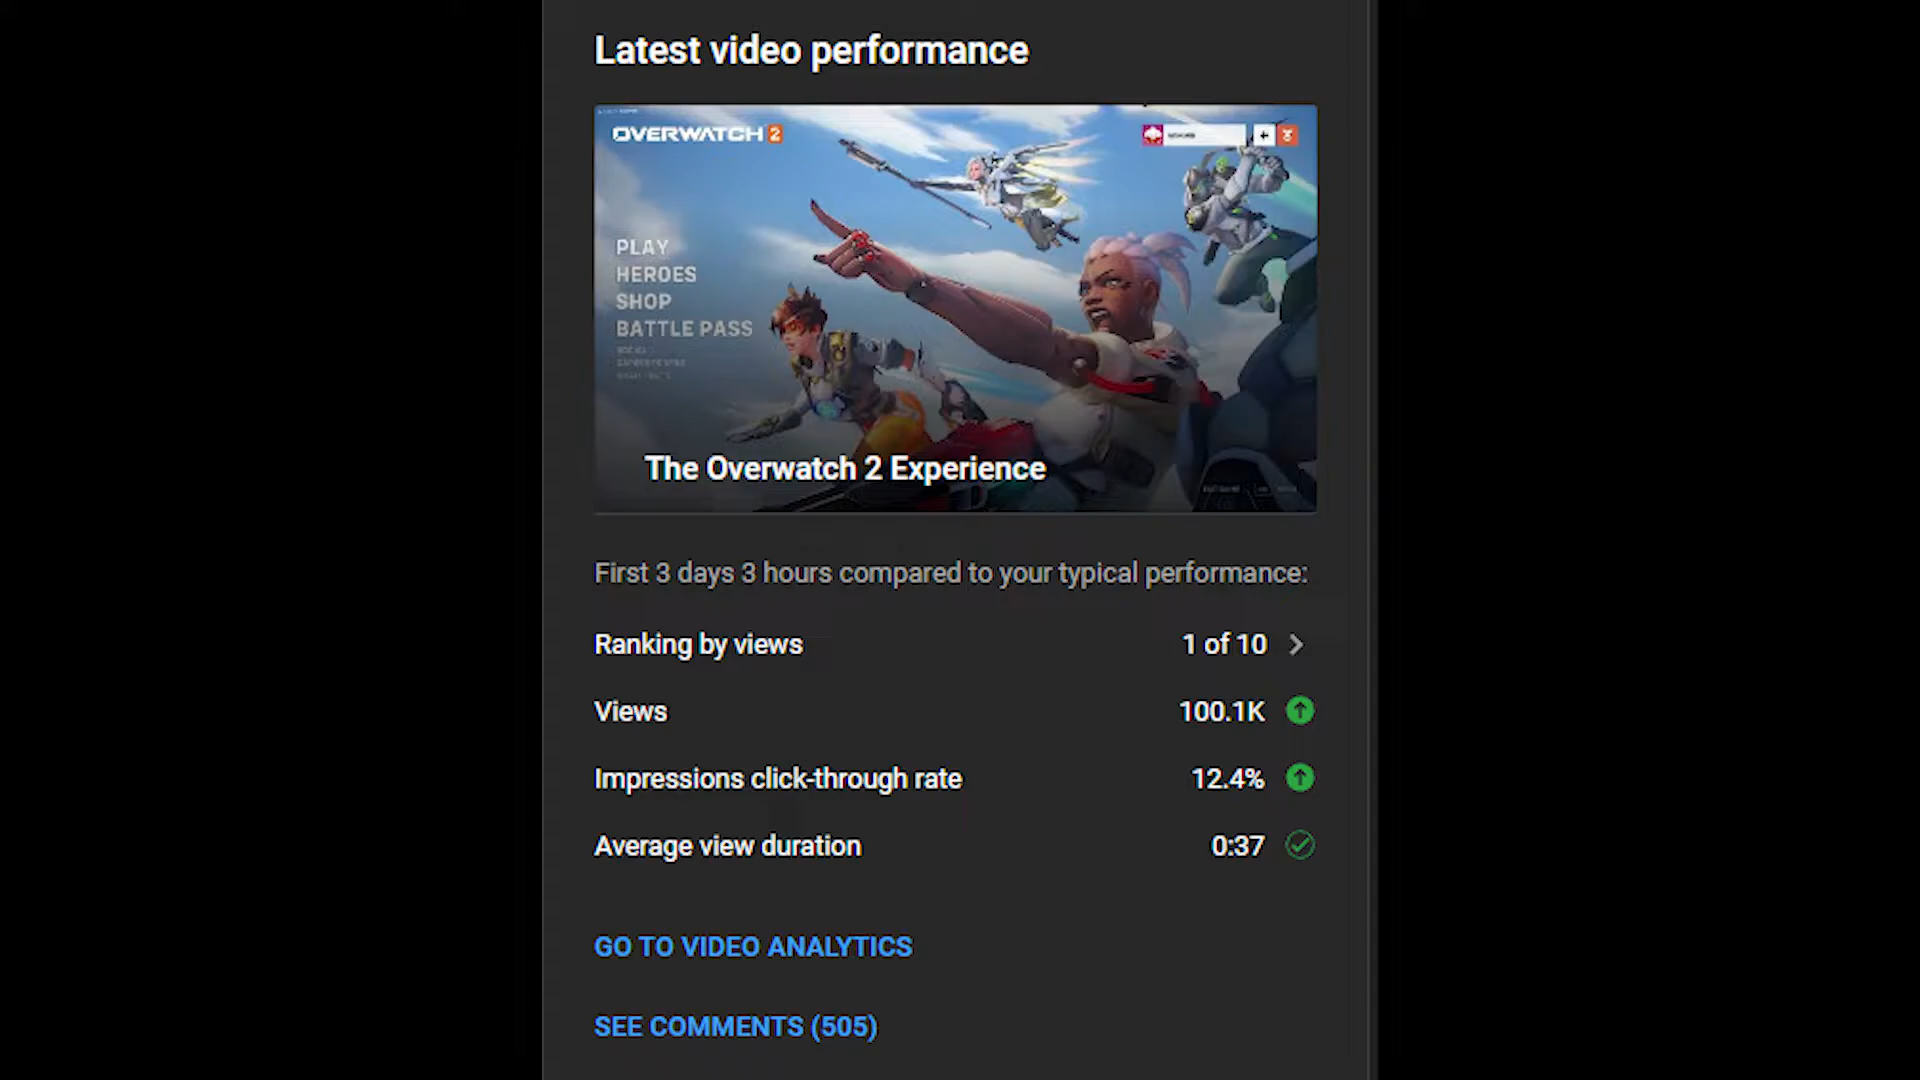 Latest video performance
OVERWATCH 2
PLAY
HEROES
SHOP
BATTLE PASS
The Overwatch 2 Experience
First 3 days 3 hours compared to your typical performance:
Ranking by views 1 of 10
Views 100.1K
Impressions click-through rate 12.4%
Average view duration 0:37
GO TO VIDEO ANALYTICS
SEE COMMENTS (505)